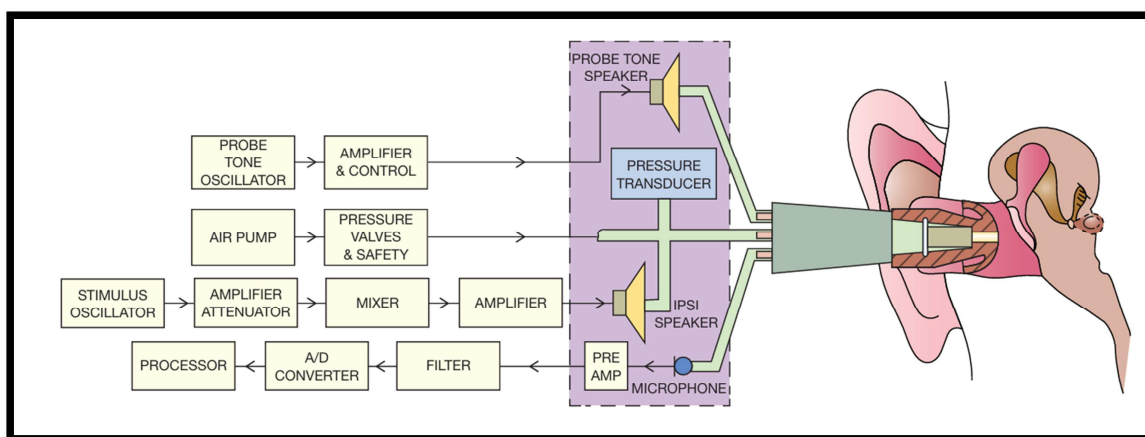 PROBE TONE
SPEAKER
PROBE
TONE
OSCILLATOR
AMPLIFIER
& CONTROL
PRESSURE
TRANSDUCER
AIR PUMP
PRESSURE
VALVES
& SAFETY
STIMULUS
OSCILLATOR
AMPLIFIER
ATTENUATOR
MIXER
AMPLIFIER
IPSI
SPEAKER
PROCESSOR
A/D
CONVERTER
FILTER
PRE
AMP
MICROPHONE